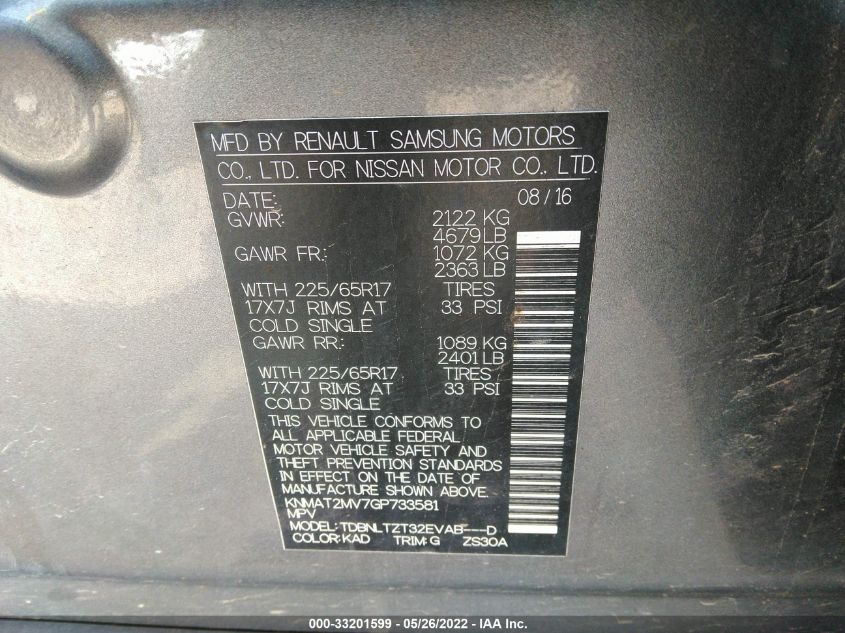 MFD BY RENAULT SAMSUNG MOTORS
CO., LTD. FOR NISSAN MOTOR CO., LTD.
DATE: 08/16
GVWR: 2122 KG
4679 LB
GAWR FR: 1072 KG
2363 LB
WITH 225/65R17 TIRES
17X7J RIMS AT 33 PSI
COLD SINGLE
GAWR RR: 1089 KG
2401 LB
WITH 225/65R17 TIRES
17X7J RIMS AT 33 PSI
COLD SINGLE
THIS VEHICLE CONFORMS TO
ALL APPLICABLE FEDERAL
MOTOR VEHICLE SAFETY AND
THEFT PREVENTION STANDARDS
IN EFFECT ON THE DATE OF
MANUFACTURE SHOWN ABOVE.
KNMAT2MV7GP733581
MPV
MODEL: TDBNLTZT32EVAB---D
COLOR: KAD TRIM: G ZS30A
000-33201599 - 05/26/2022 - IAA Inc.